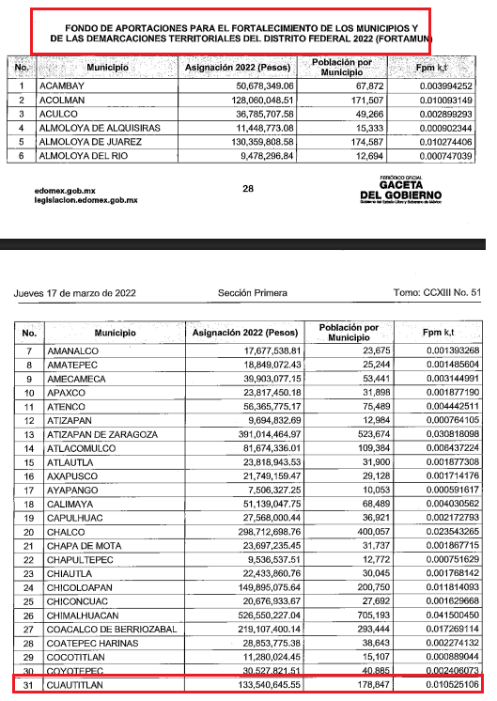 FONDO DE APORTACIONES PARA EL FORTALECIMIENTO DE LOS MUNICIPIOS Y
DE LAS DEMARCACIONES TERRITORIALES DEL DISTRITO FEDERAL 2022 (FORTAMUN)
No. Municipio Asignación 2022 (Pesos) Población por Municipio Fpm k,t
1 ACAMBAY 50,678,349.06 67,872 0.003994252
2 ACOLMAN 128,060,048.51 171,507 0.010093149
3 ACULCO 36,785,707.58 49,266 0.002899293
4 ALMOLOYA DE ALQUISIRAS 11,448,773.08 15,333 0.000902344
5 ALMOLOYA DE JUAREZ 130,359,808.58 174,587 0.010274406
6 ALMOLOYA DEL RIO 9,478,296.84 12,694 0.000747039
edomex.gob.mx
legislacion.edomex.gob.mx
28
PERIÓDICO OFICIAL
GACETA
DEL GOBIERNO
Gobierno del Estado Libre y Soberano de México
Jueves 17 de marzo de 2022 Sección Primera Tomo: CCXIII No. 51
No. Municipio Asignación 2022 (Pesos) Población por Municipio Fpm k,t
7 AMANALCO 17,677,538.81 23,675 0.001393268
8 AMATEPEC 18,849,072.43 25,244 0.001485604
9 AMECAMECA 39,903,077.15 53,441 0.003144991
10 APAXCO 23,817,450.18 31,898 0.001877190
11 ATENCO 56,365,775.17 75,489 0.004442511
12 ATIZAPAN 9,694,832.69 12,984 0.000764105
13 ATIZAPAN DE ZARAGOZA 391,014,464.97 523,674 0.030818098
14 ATLACOMULCO 81,674,336.01 109,384 0.006437224
15 ATLAUTLA 23,818,943.53 31,900 0.001877308
16 AXAPUSCO 21,749,159.47 29,128 0.001714176
17 AYAPANGO 7,506,327.25 10,053 0.000591617
18 CALIMAYA 51,139,047.75 68,489 0.004030562
19 CAPULHUAC 27,568,000.44 36,921 0.002172793
20 CHALCO 298,712,698.76 400,057 0.023543265
21 CHAPA DE MOTA 23,697,235.45 31,737 0.001867715
22 CHAPULTEPEC 9,536,537.51 12,772 0.000751629
23 CHIAUTLA 22,433,860.76 30,045 0.001768142
24 CHICOLOAPAN 149,895,075.64 200,750 0.011814093
25 CHICONCUAC 20,676,933.67 27,692 0.001629668
26 CHIMALHUACAN 526,550,227.04 705,193 0.041500450
27 COACALCO DE BERRIOZABAL 219,107,400.14 293,444 0.017269114
28 COATEPEC HARINAS 28,853,775.38 38,643 0.002274132
29 COCOTITLAN 11,280,024.45 15,107 0.000889044
30 COYOTEPEC 30,527,821.51 40,885 0.002406073
31 CUAUTITLAN 133,540,645.55 178,847 0.010525106